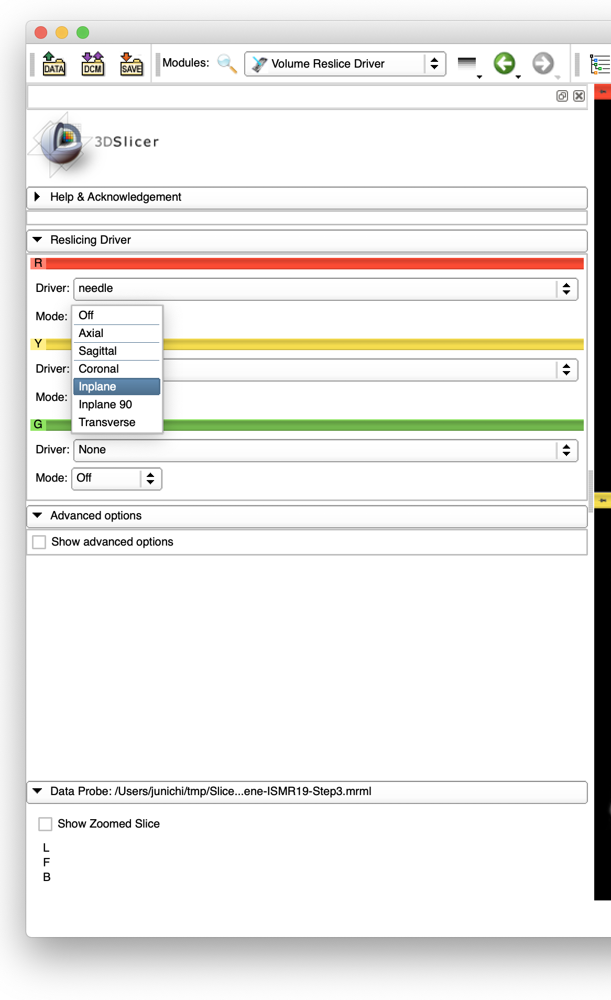 DATA DCM SAVE Modules: Volume Reslice Driver
3DSlicer
Help & Acknowledgement
Reslicing Driver
R
Driver: needle
Mode: Off
Axial
Y
Sagittal
Driver: Coronal
Inplane
Mode:
Inplane 90
G Transverse
Driver: None
Mode: Off
Advanced options
Show advanced options
Data Probe: /Users/junichi/tmp/Slice...ene-ISMR19-Step3.mrml
Show Zoomed Slice
L
F
B